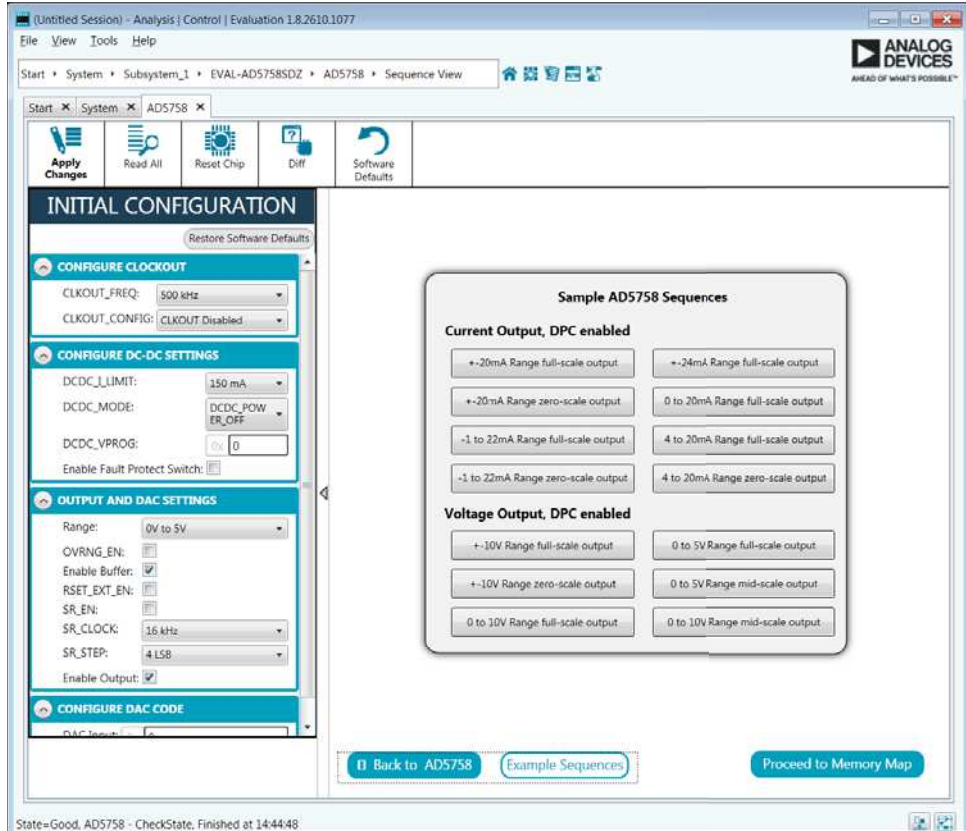 (Untitled Session) - Analysis | Control | Evaluation 1.8.2610.1077
File View Tools Help
ANALOG
DEVICES
AHEAD OF WHAT'S POSSIBLE™
Start System Subsystem_1 EVAL-AD5758SDZ AD5758 Sequence View
Start System AD5758
Apply Changes
Read All
Reset Chip
Diff
Software Defaults
INITIAL CONFIGURATION
Restore Software Defaults
CONFIGURE CLOCKOUT
CLKOUT_FREQ: 500 kHz
CLKOUT_CONFIG: CLKOUT Disabled
CONFIGURE DC-DC SETTINGS
DCDC_I_LIMIT: 150 mA
DCDC_MODE: DCDC_POW
ER_OFF
DCDC_VPROG: 0x 0
Enable Fault Protect Switch:
OUTPUT AND DAC SETTINGS
Range: 0V to 5V
OVRNG_EN:
Enable Buffer:
RSET_EXT_EN:
SR_EN:
SR_CLOCK: 16 kHz
SR_STEP: 4 LSB
Enable Output:
CONFIGURE DAC CODE
DAC Input:
Sample AD5758 Sequences
Current Output, DPC enabled
+-20mA Range full-scale output
+-24mA Range full-scale output
+-20mA Range zero-scale output
0 to 20mA Range full-scale output
-1 to 22mA Range full-scale output
4 to 20mA Range full-scale output
-1 to 22mA Range zero-scale output
4 to 20mA Range zero-scale output
Voltage Output, DPC enabled
+-10V Range full-scale output
0 to 5V Range full-scale output
+-10V Range zero-scale output
0 to 5V Range mid-scale output
0 to 10V Range full-scale output
0 to 10V Range mid-scale output
Back to AD5758
Example Sequences
Proceed to Memory Map
State=Good, AD5758 - CheckState, Finished at 14:44:48